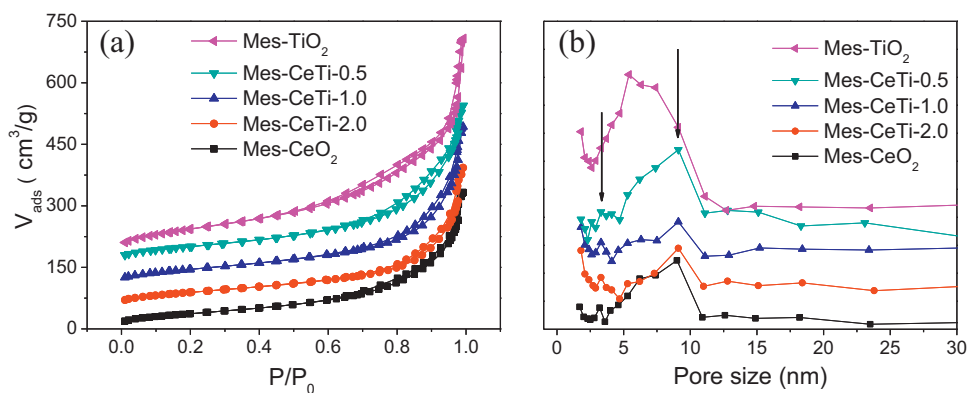 (a)
Mes-TiO₂
Mes-CeTi-0.5
Mes-CeTi-1.0
Mes-CeTi-2.0
Mes-CeO₂
V_ads ( cm³/g)
750
600
450
300
150
0
0.0 0.2 0.4 0.6 0.8 1.0
P/P₀
(b)
Mes-TiO₂
Mes-CeTi-0.5
Mes-CeTi-1.0
Mes-CeTi-2.0
Mes-CeO₂
0 5 10 15 20 25 30
Pore size (nm)